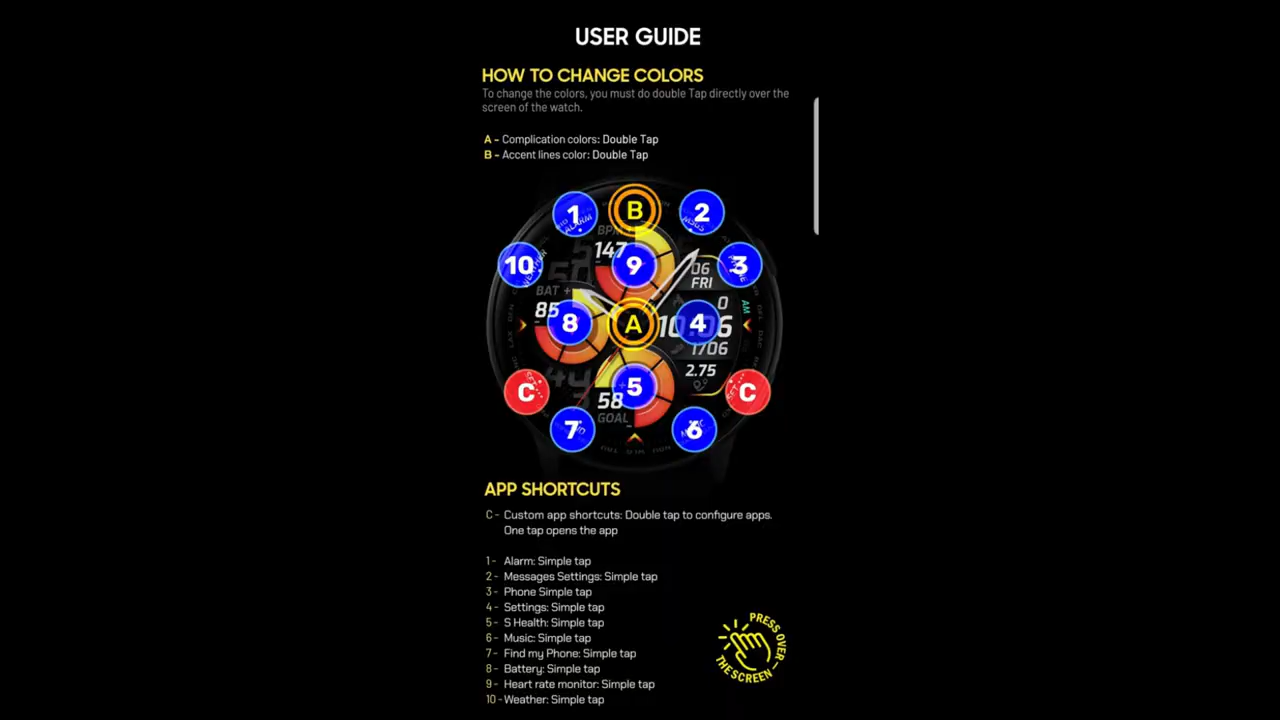 USER GUIDE
HOW TO CHANGE COLORS
To change the colors, you must do double Tap directly over the
screen of the watch.
A - Complication colors: Double Tap
B - Accent lines color: Double Tap
1
B
2
ALARM
MSGS
BPM
147
10
9
3
06
FRI
BAT +
85
0
AM
8
A
4
10:06
1706
2.75
C
5
C
58
GOAL
7
6
APP SHORTCUTS
C - Custom app shortcuts: Double tap to configure apps.
One tap opens the app
1 - Alarm: Simple tap
2 - Messages Settings: Simple tap
3 - Phone Simple tap
4 - Settings: Simple tap
5 - S Health: Simple tap
6 - Music: Simple tap
7 - Find my Phone: Simple tap
8 - Battery: Simple tap
9 - Heart rate monitor: Simple tap
10 - Weather: Simple tap
PRESS OVER
THE SCREEN